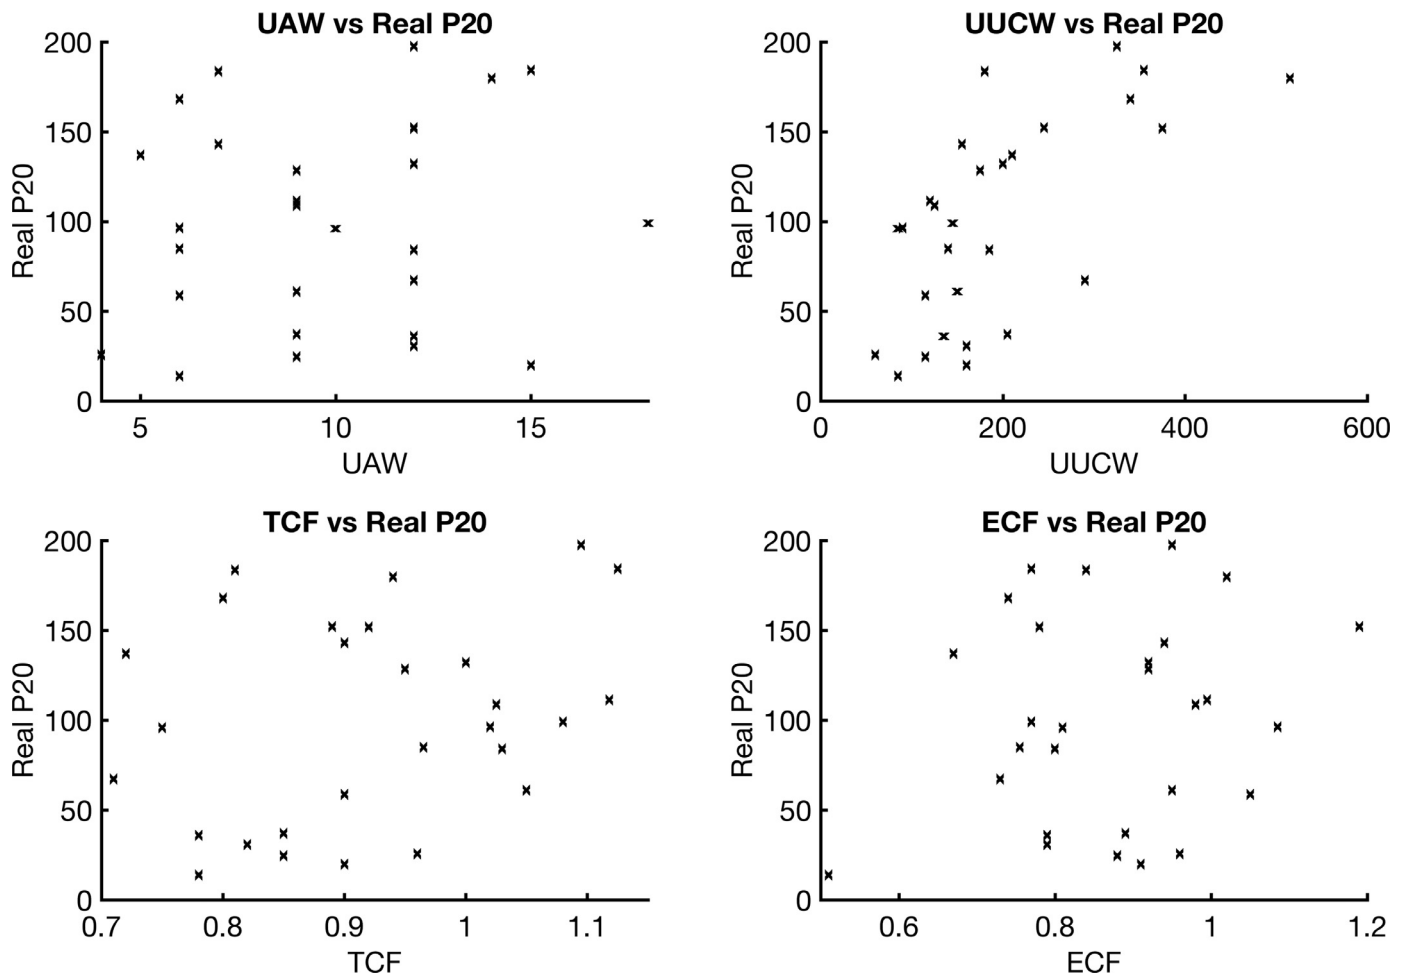 UAW vs Real P20
200
150
100
50
0
Real P20
5 10 15
UAW
UUCW vs Real P20
200
150
100
50
0
Real P20
0 200 400 600
UUCW
TCF vs Real P20
200
150
100
50
0
Real P20
0.7 0.8 0.9 1 1.1
TCF
ECF vs Real P20
200
150
100
50
0
Real P20
0.6 0.8 1 1.2
ECF